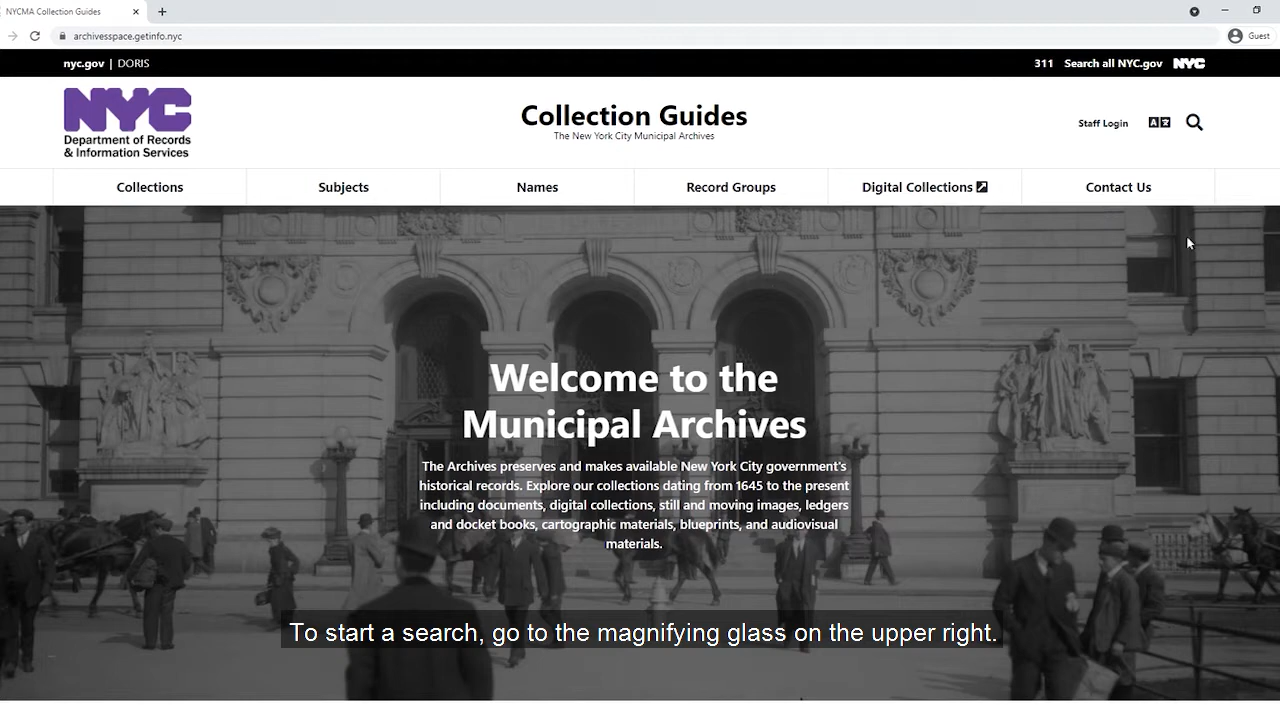 NYCMA Collection Guides
archivesspace.getinfo.nyc
Guest
nyc.gov | DORIS
311 Search all NYC.gov NYC
NYC
Department of Records
& Information Services
Collection Guides
The New York City Municipal Archives
Staff Login
Collections
Subjects
Names
Record Groups
Digital Collections
Contact Us
Welcome to the
Municipal Archives
The Archives preserves and makes available New York City government's
historical records. Explore our collections dating from 1645 to the present
including documents, digital collections, still and moving images, ledgers
and docket books, cartographic materials, blueprints, and audiovisual
materials.
To start a search, go to the magnifying glass on the upper right.